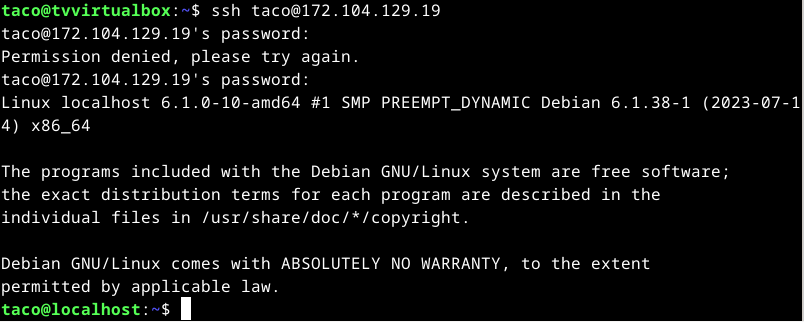 taco@tvvirtualbox:~$ ssh taco@172.104.129.19
taco@172.104.129.19's password:
Permission denied, please try again.
taco@172.104.129.19's password:
Linux localhost 6.1.0-10-amd64 #1 SMP PREEMPT_DYNAMIC Debian 6.1.38-1 (2023-07-1
4) x86_64

The programs included with the Debian GNU/Linux system are free software;
the exact distribution terms for each program are described in the
individual files in /usr/share/doc/*/copyright.

Debian GNU/Linux comes with ABSOLUTELY NO WARRANTY, to the extent
permitted by applicable law.
taco@localhost:~$